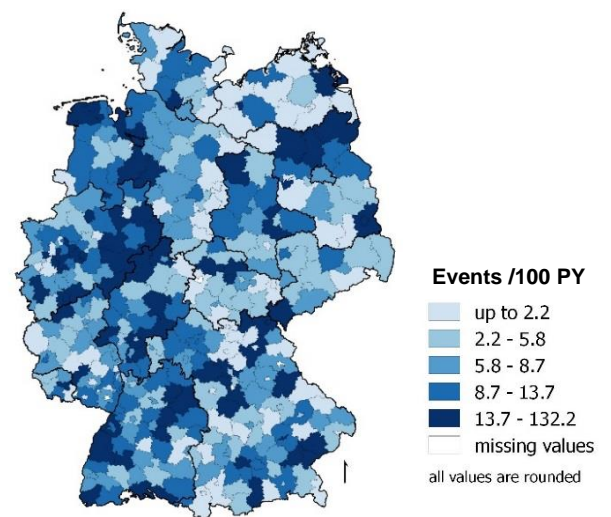 Events /100 PY
up to 2.2
2.2 - 5.8
5.8 - 8.7
8.7 - 13.7
13.7 - 132.2
missing values
all values are rounded